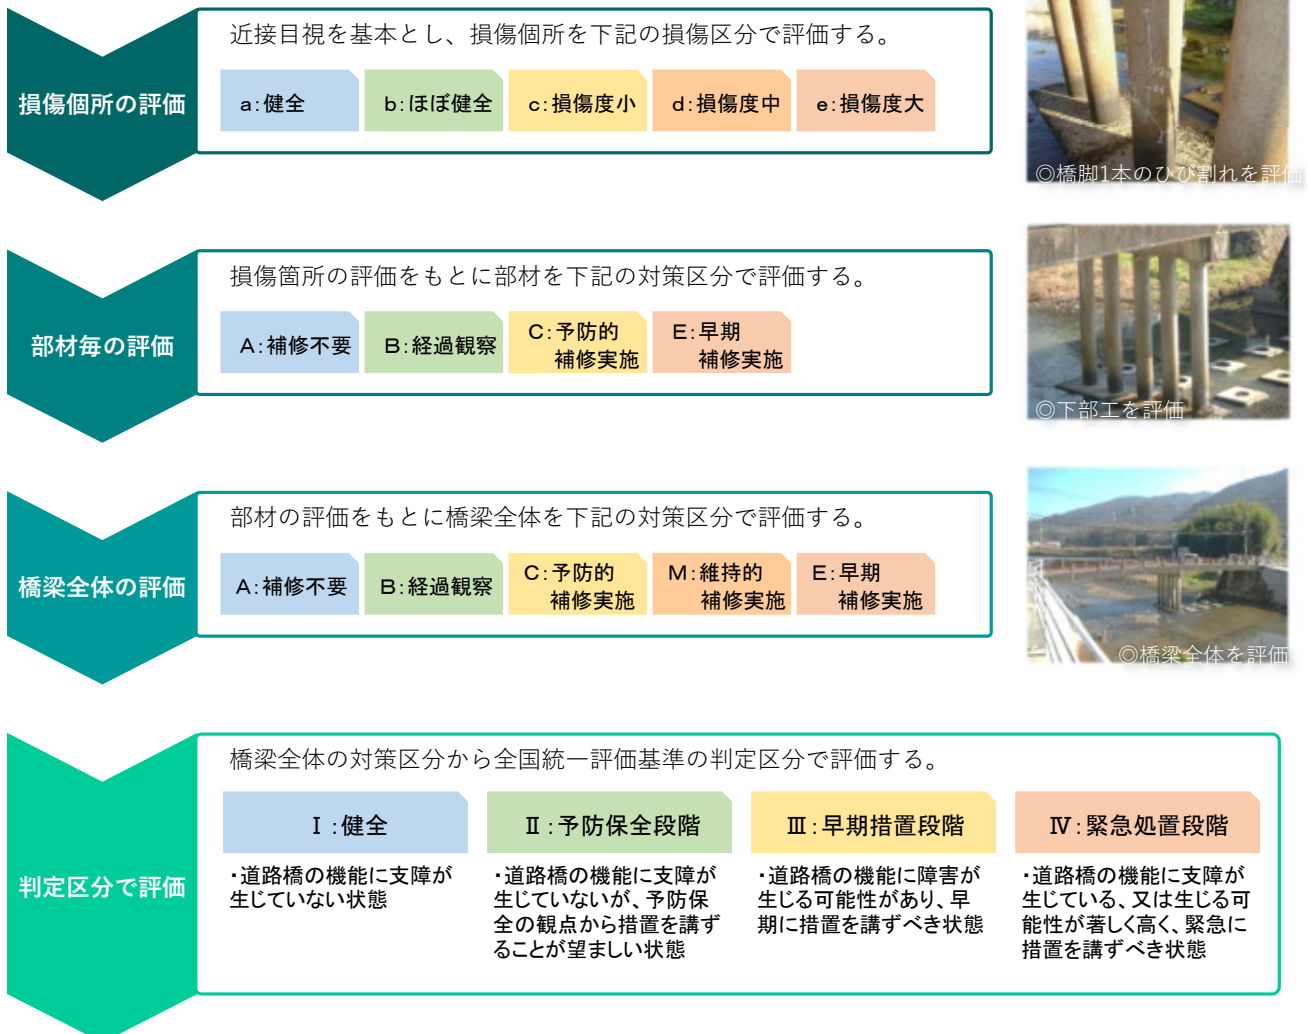 損傷個所の評価
近接目視を基本とし、損傷個所を下記の損傷区分で評価する。
a:健全
b:ほぼ健全
c:損傷度小
d:損傷度中
e:損傷度大
◎橋脚1本のひび割れを評価
部材毎の評価
損傷箇所の評価をもとに部材を下記の対策区分で評価する。
A:補修不要
B:経過観察
C:予防的
補修実施
E:早期
補修実施
◎下部工を評価
橋梁全体の評価
部材の評価をもとに橋梁全体を下記の対策区分で評価する。
A:補修不要
B:経過観察
C:予防的
補修実施
M:維持的
補修実施
E:早期
補修実施
◎橋梁全体を評価
判定区分で評価
橋梁全体の対策区分から全国統一評価基準の判定区分で評価する。
Ⅰ:健全
・道路橋の機能に支障が
生じていない状態
Ⅱ:予防保全段階
・道路橋の機能に支障が
生じていないが、予防保
全の観点から措置を講ず
ることが望ましい状態
Ⅲ:早期措置段階
・道路橋の機能に障害が
生じる可能性があり、早
期に措置を講ずべき状態
Ⅳ:緊急処置段階
・道路橋の機能に支障が
生じている、又は生じる可
能性が著しく高く、緊急に
措置を講ずべき状態